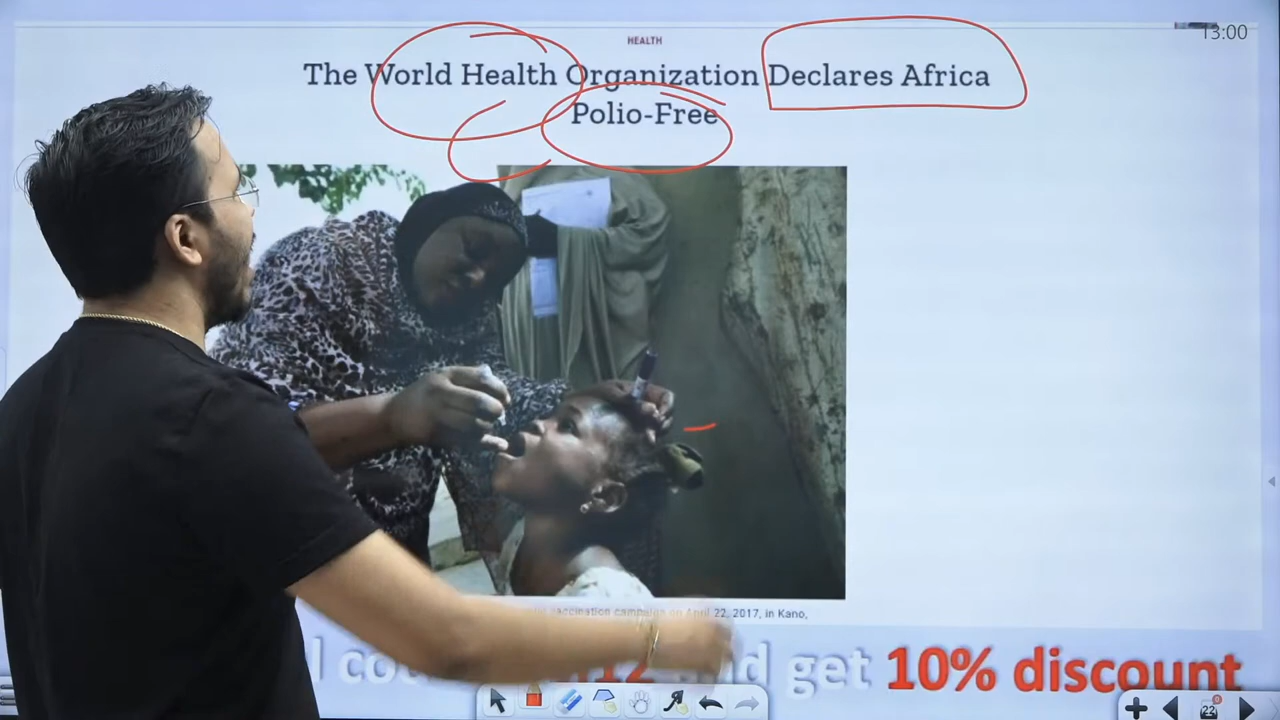 13:00
HEALTH
The World Health Organization Declares Africa
Polio-Free
vaccination campaign on April 22, 2017, in Kano,
get 10% discount
22